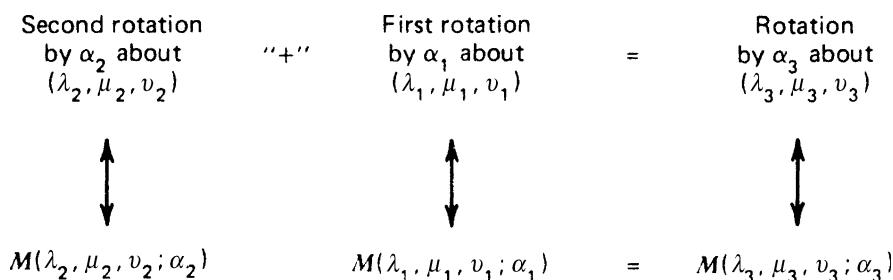 Second rotation First rotation Rotation
by α₂ about "+" by α₁ about = by α₃ about
(λ₂, μ₂, υ₂) (λ₁, μ₁, υ₁) (λ₃, μ₃, υ₃)
M(λ₂, μ₂, υ₂; α₂) M(λ₁, μ₁, υ₁; α₁) = M(λ₃, μ₃, υ₃; α₃)